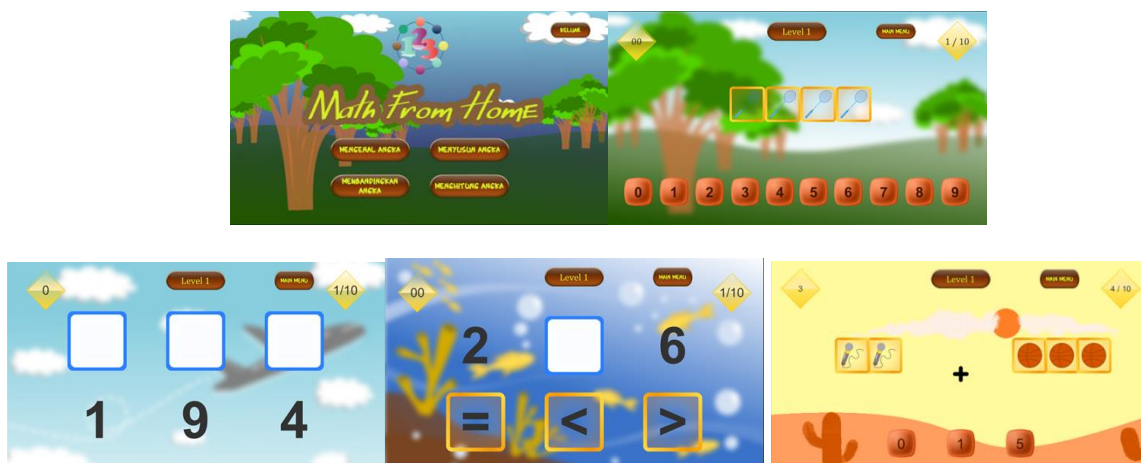 KELUAR
1 2 3
Math From Home
MENGENAL ANGKA
MENYUSUN ANGKA
MEMBANDINGKAN
ANGKA
MENGHITUNG ANGKA
00
Level 1
MAIN MENU
1 / 10
0 1 2 3 4 5 6 7 8 9
0
Level 1
MAIN MENU
1/10
1 9 4
00
Level 1
MAIN MENU
1/10
2 6
= < >
3
Level 1
MAIN MENU
4 / 10
+
0 1 5